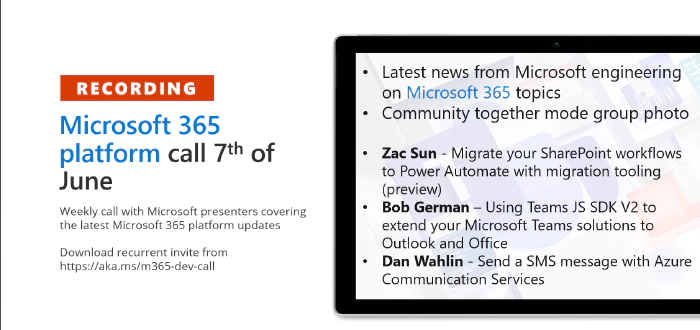 RECORDING
Microsoft 365
platform call 7th of
June
Weekly call with Microsoft presenters covering
the latest Microsoft 365 platform updates
Download recurrent invite from
https://aka.ms/m365-dev-call
• Latest news from Microsoft engineering
on Microsoft 365 topics
• Community together mode group photo
• Zac Sun - Migrate your SharePoint workflows
to Power Automate with migration tooling
(preview)
• Bob German – Using Teams JS SDK V2 to
extend your Microsoft Teams solutions to
Outlook and Office
• Dan Wahlin - Send a SMS message with Azure
Communication Services